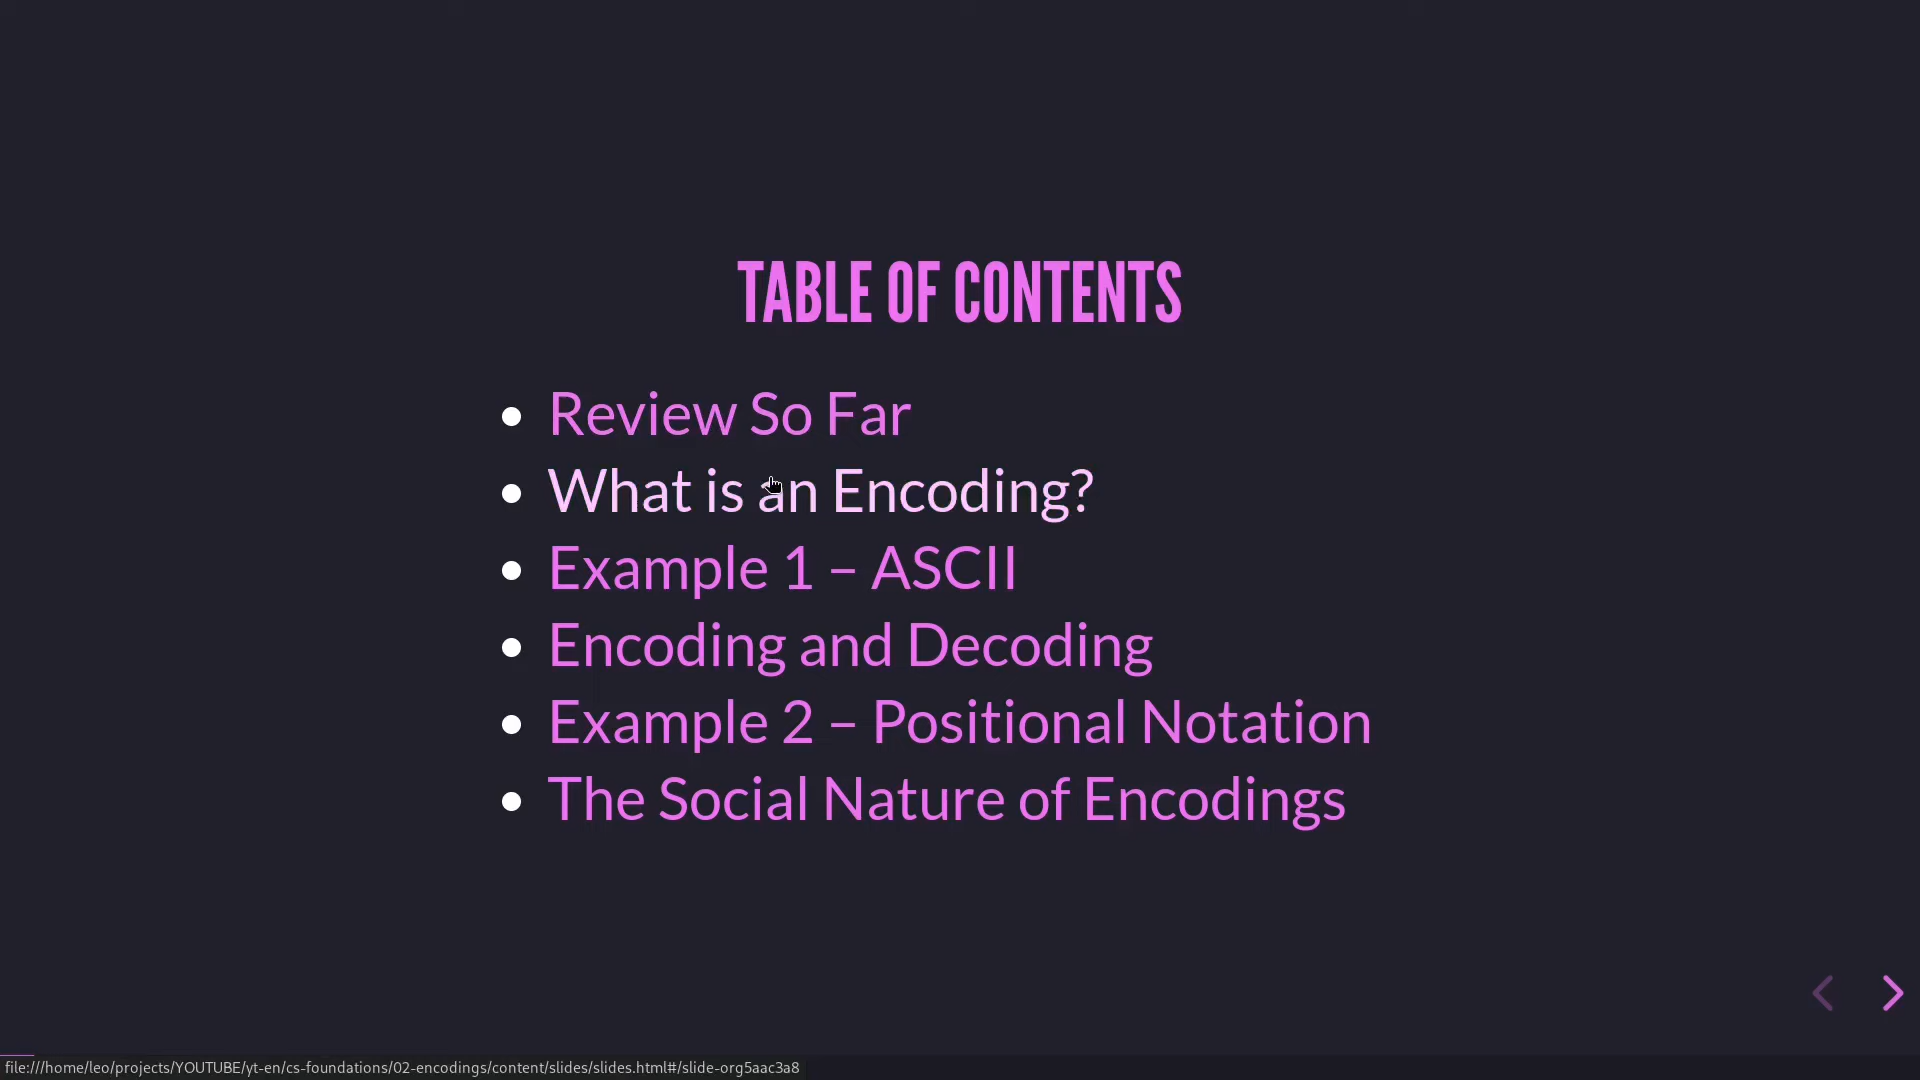 TABLE OF CONTENTS
Review So Far
What is an Encoding?
Example 1 – ASCII
Encoding and Decoding
Example 2 – Positional Notation
The Social Nature of Encodings
file:///home/leo/projects/YOUTUBE/yt-en/cs-foundations/02-encodings/content/slides/slides.html#/slide-org5aac3a8